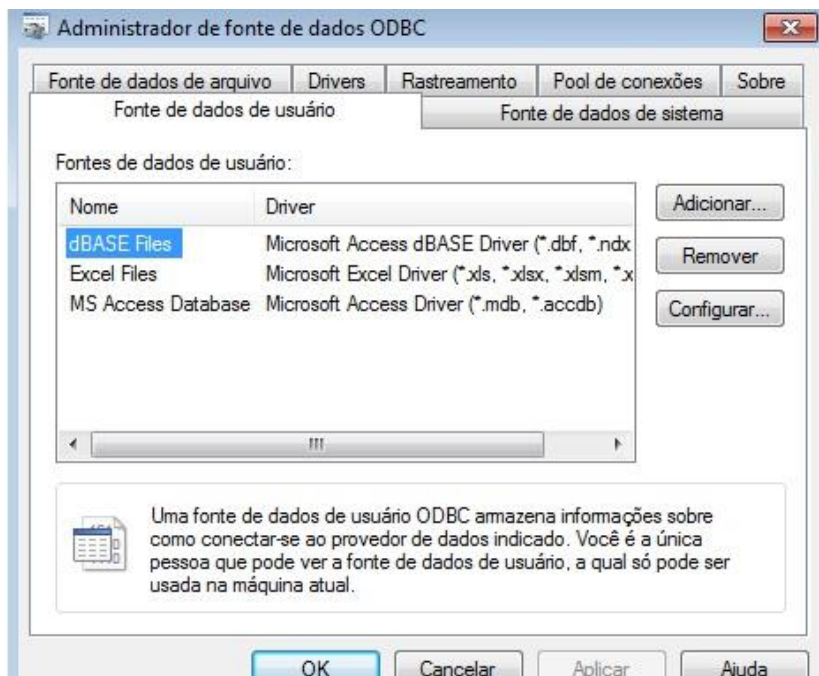 Administrador de fonte de dados ODBC
Fonte de dados de arquivo Drivers Rastreamento Pool de conexões Sobre
Fonte de dados de usuário Fonte de dados de sistema
Fontes de dados de usuário:
Nome Driver
dBASE Files Microsoft Access dBASE Driver (*.dbf, *.ndx
Excel Files Microsoft Excel Driver (*.xls, *.xlsx, *.xlsm, *.x
MS Access Database Microsoft Access Driver (*.mdb, *.accdb)
Adicionar...
Remover
Configurar...
Uma fonte de dados de usuário ODBC armazena informações sobre
como conectar-se ao provedor de dados indicado. Você é a única
pessoa que pode ver a fonte de dados de usuário, a qual só pode ser
usada na máquina atual.
OK Cancelar Aplicar Ajuda